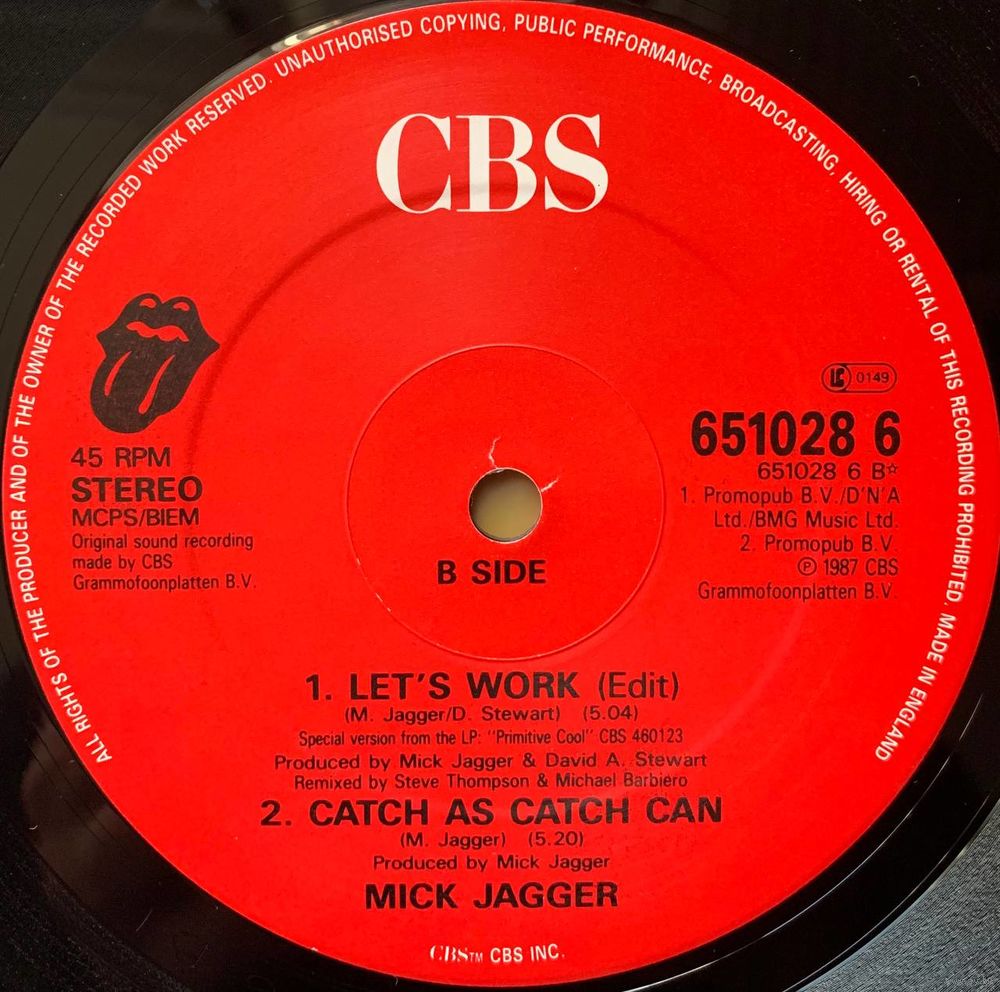 ALL RIGHTS OF THE PRODUCER AND OF THE OWNER OF THE RECORDED WORK RESERVED. UNAUTHORISED COPYING, PUBLIC PERFORMANCE, BROADCASTING, HIRING OR RENTAL OF THIS RECORDING PROHIBITED. MADE IN ENGLAND
CBS
LC 0149
45 RPM
STEREO
MCPS/BIEM
Original sound recording
made by CBS
Grammofoonplatten B.V.
651028 6
651028 6 B☆
1. Promopub B.V./D'N'A
Ltd./BMG Music Ltd.
2. Promopub B.V.
℗ 1987 CBS
Grammofoonplatten B.V.
B SIDE
1. LET'S WORK (Edit)
(M. Jagger/D. Stewart) (5.04)
Special version from the LP: "Primitive Cool" CBS 460123
Produced by Mick Jagger & David A. Stewart
Remixed by Steve Thompson & Michael Barbiero
2. CATCH AS CATCH CAN
(M. Jagger) (5.20)
Produced by Mick Jagger
MICK JAGGER
CBS™ CBS INC.